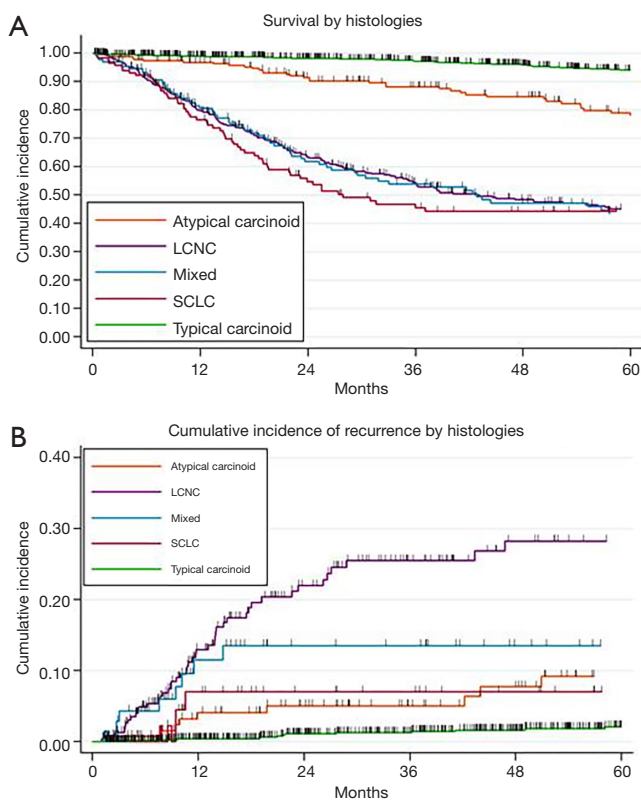 A
Survival by histologies
1.00
0.90
0.80
0.70
0.60
0.50
0.40
0.30
0.20
0.10
0.00
Cumulative incidence
Atypical carcinoid
LCNC
Mixed
SCLC
Typical carcinoid
0 12 24 36 48 60
Months
B
Cumulative incidence of recurrence by histologies
0.40
0.30
0.20
0.10
0.00
Cumulative incidence
Atypical carcinoid
LCNC
Mixed
SCLC
Typical carcinoid
0 12 24 36 48 60
Months